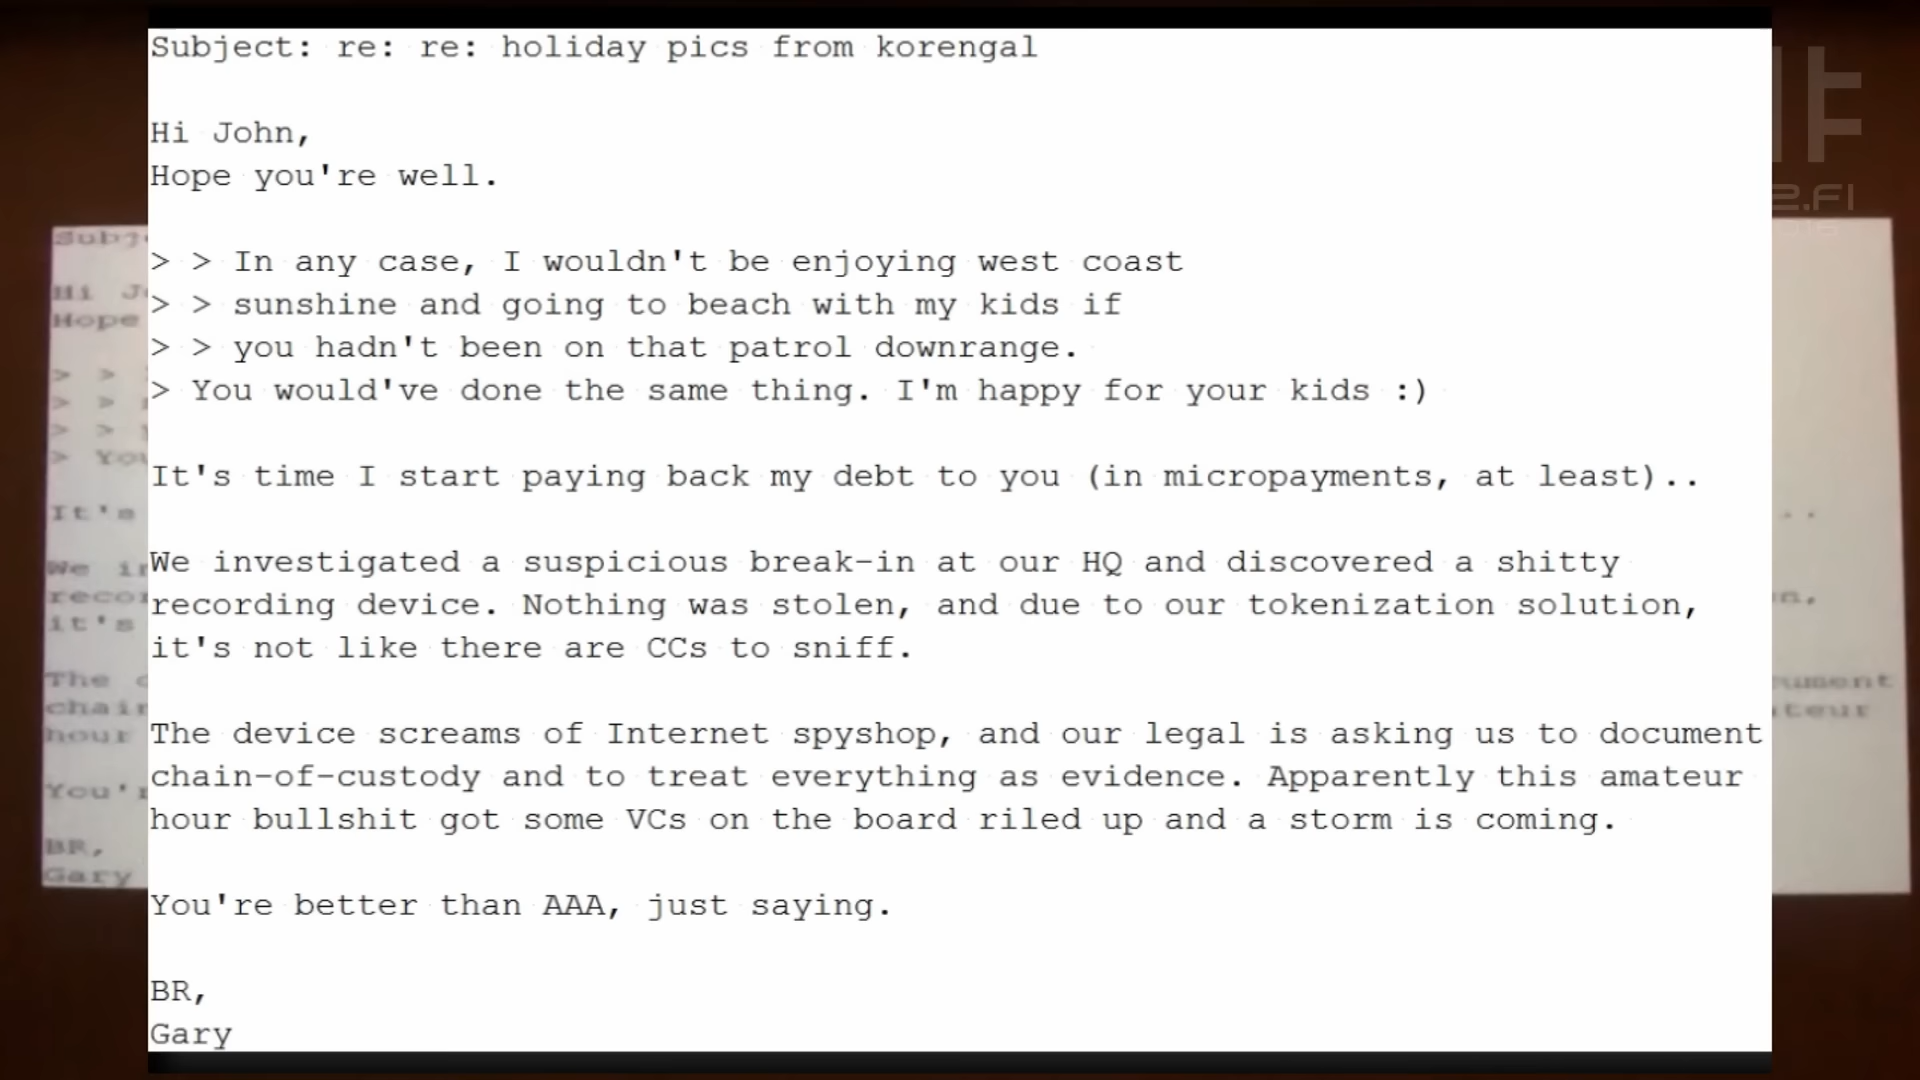 Subject: re: re: holiday pics from korengal
Hi John,
Hope you're well.
> > In any case, I wouldn't be enjoying west coast
> > sunshine and going to beach with my kids if
> > you hadn't been on that patrol downrange.
> You would've done the same thing. I'm happy for your kids :)
It's time I start paying back my debt to you (in micropayments, at least)..
We investigated a suspicious break-in at our HQ and discovered a shitty
recording device. Nothing was stolen, and due to our tokenization solution,
it's not like there are CCs to sniff.
The device screams of Internet spyshop, and our legal is asking us to document
chain-of-custody and to treat everything as evidence. Apparently this amateur
hour bullshit got some VCs on the board riled up and a storm is coming.
You're better than AAA, just saying.
BR,
Gary
2.FI